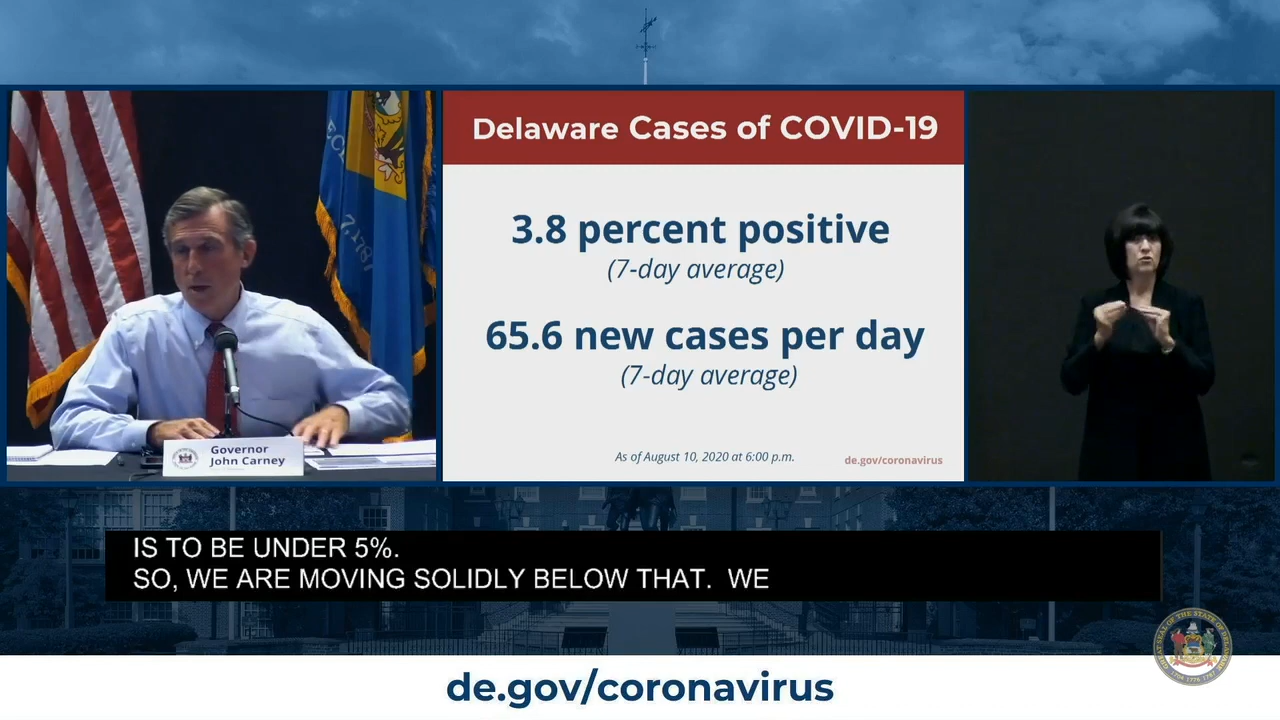 Delaware Cases of COVID-19
3.8 percent positive
(7-day average)
65.6 new cases per day
(7-day average)
As of August 10, 2020 at 6:00 p.m.
de.gov/coronavirus
Governor
John Carney
IS TO BE UNDER 5%.
SO, WE ARE MOVING SOLIDLY BELOW THAT.  WE
de.gov/coronavirus